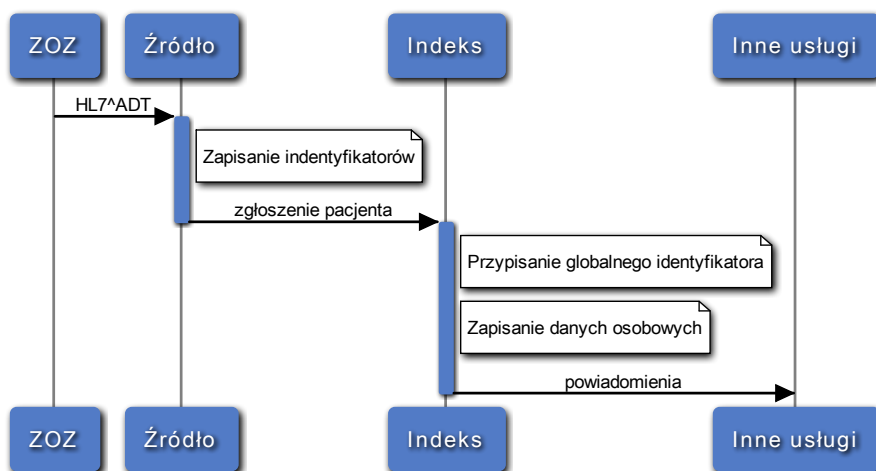 ZOZ
Źródło
Indeks
Inne usługi
HL7^ADT
Zapisanie indentyfikatorów
zgłoszenie pacjenta
Przypisanie globalnego identyfikatora
Zapisanie danych osobowych
powiadomienia
ZOZ
Źródło
Indeks
Inne usługi